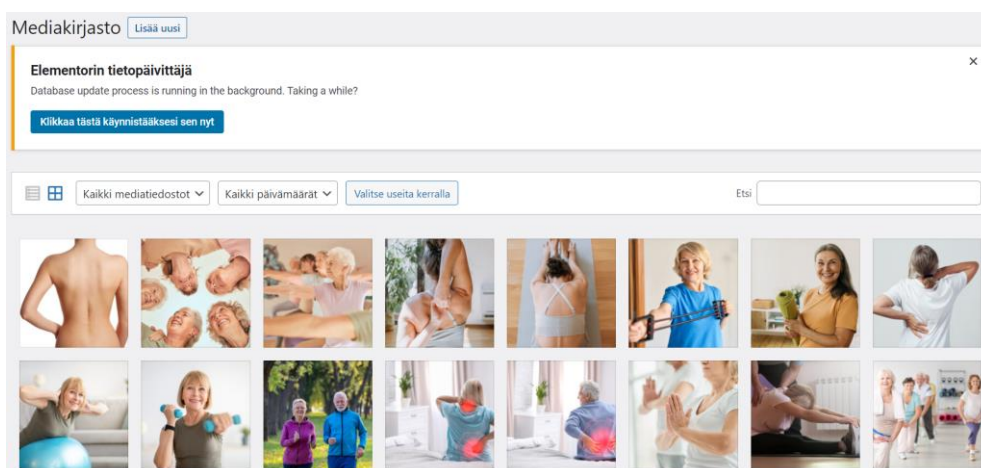 Mediakirjasto Lisää uusi
Elementorin tietopäivittäjä
Database update process is running in the background. Taking a while?
Klikkaa tästä käynnistääksesi sen nyt
Kaikki mediatiedostot Kaikki päivämäärät Valitse useita kerralla Etsi